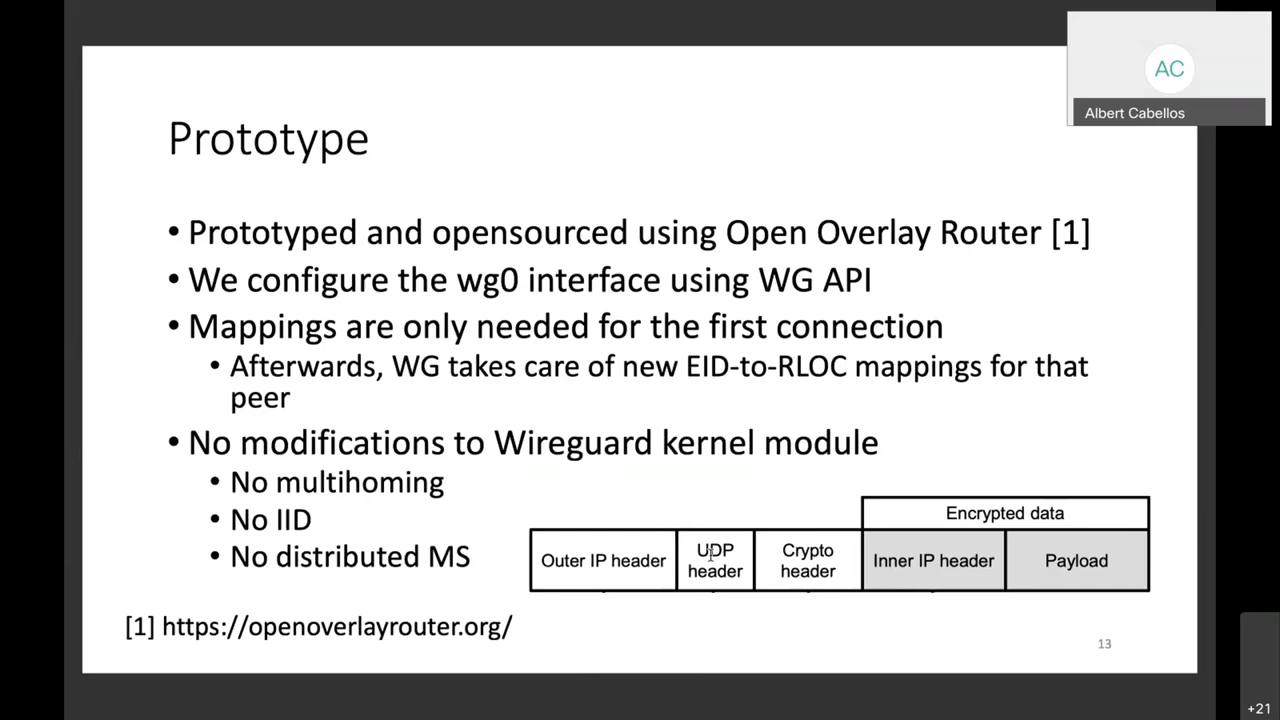 AC
Albert Cabellos
Prototype
• Prototyped and opensourced using Open Overlay Router [1]
• We configure the wg0 interface using WG API
• Mappings are only needed for the first connection
• Afterwards, WG takes care of new EID-to-RLOC mappings for that
peer
• No modifications to Wireguard kernel module
• No multihoming
• No IID
• No distributed MS
Encrypted data
Outer IP header
UDP
header
Crypto
header
Inner IP header
Payload
[1] https://openoverlayrouter.org/
13
+21